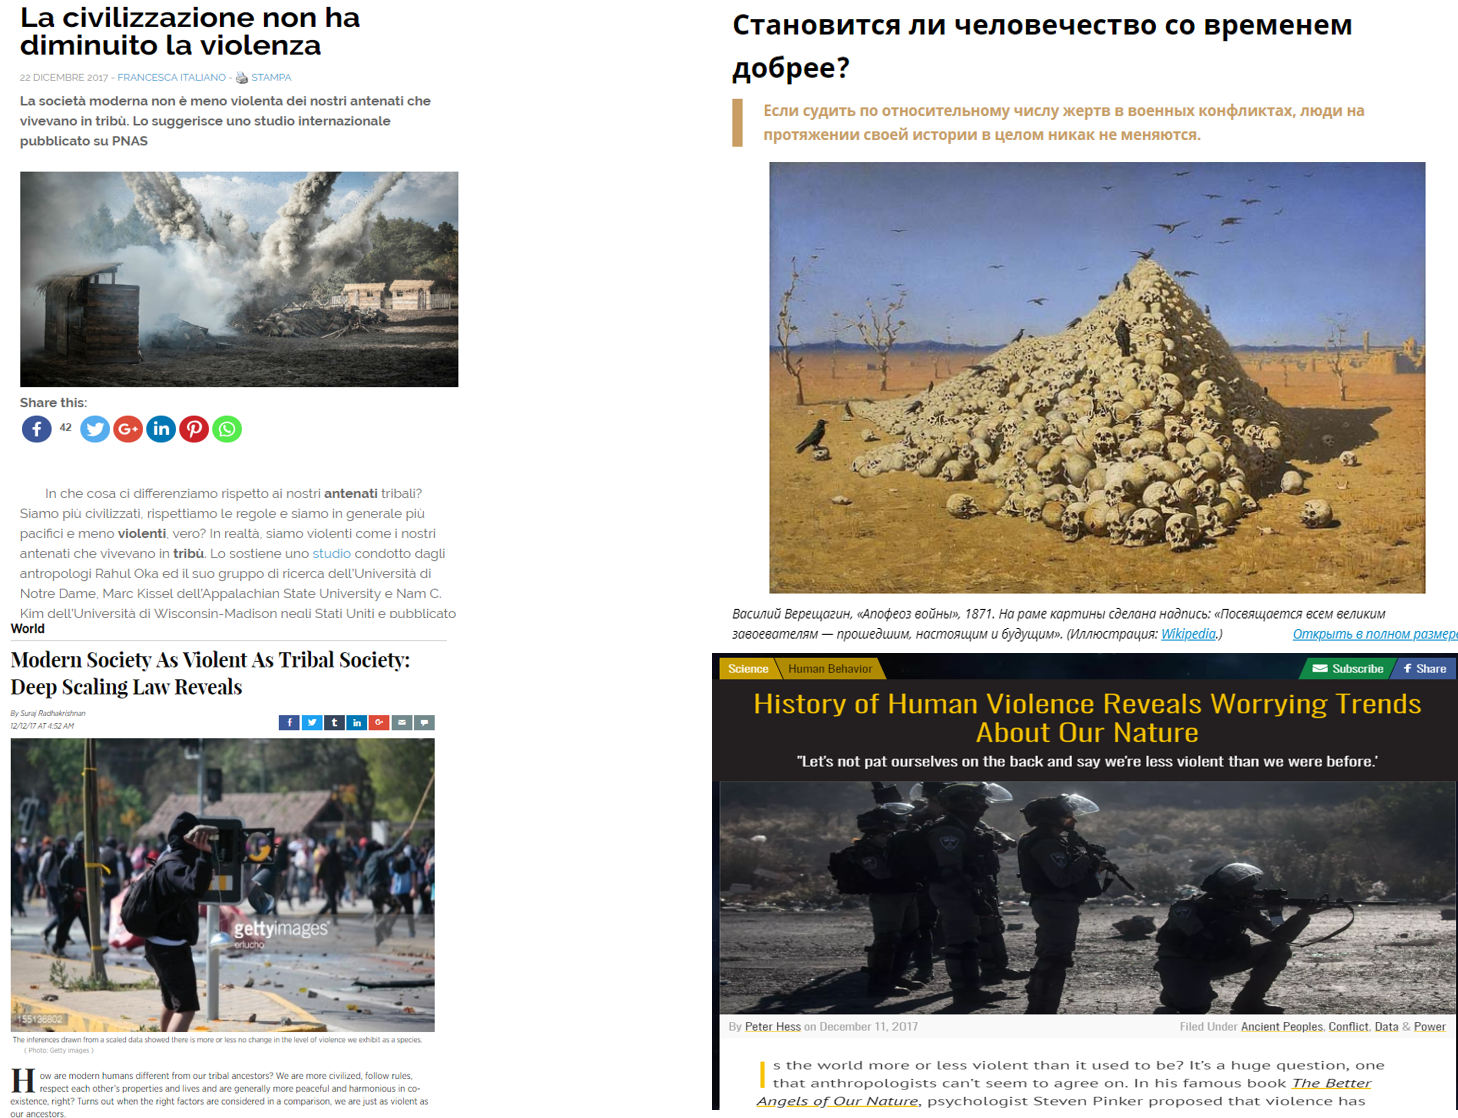 La civilizzazione non ha
diminuito la violenza
22 DICEMBRE 2017 - FRANCESCA ITALIANO - STAMPA
La società moderna non è meno violenta dei nostri antenati che
vivevano in tribù. Lo suggerisce uno studio internazionale
pubblicato su PNAS
Share this:
42
In che cosa ci differenziamo rispetto ai nostri antenati tribali?
Siamo più civilizzati, rispettiamo le regole e siamo in generale più
pacifici e meno violenti, vero? In realtà, siamo violenti come i nostri
antenati che vivevano in tribù. Lo sostiene uno studio condotto dagli
antropologi Rahul Oka ed il suo gruppo di ricerca dell'Università di
Notre Dame, Marc Kissel dell'Appalachian State University e Nam C.
Kim dell'Università di Wisconsin-Madison negli Stati Uniti e pubblicato
World
Modern Society As Violent As Tribal Society:
Deep Scaling Law Reveals
By Suraj Radhakrishnan
12/12/17 AT 4:52 AM
gettyimages
erlucho
155136802
The inferences drawn from a scaled data showed there is more or less no change in the level of violence we exhibit as a species.
( Photo: Getty Images )
How are modern humans different from our tribal ancestors? We are more civilized, follow rules,
respect each other's properties and lives and are generally more peaceful and harmonious in co-
existence, right? Turns out when the right factors are considered in a comparison, we are just as violent as
our ancestors.
Становится ли человечество со временем
добрее?
Если судить по относительному числу жертв в военных конфликтах, люди на
протяжении своей истории в целом никак не меняются.
Василий Верещагин, «Апофеоз войны», 1871. На раме картины сделана надпись: «Посвящается всем великим
завоевателям — прошедшим, настоящим и будущим». (Иллюстрация: Wikipedia.) Открыть в полном размере
Science Human Behavior Subscribe Share
History of Human Violence Reveals Worrying Trends
About Our Nature
"Let's not pat ourselves on the back and say we're less violent than we were before.'
By Peter Hess on December 11, 2017 Filed Under Ancient Peoples, Conflict, Data & Power
Is the world more or less violent than it used to be? It's a huge question, one
that anthropologists can't seem to agree on. In his famous book The Better
Angels of Our Nature, psychologist Steven Pinker proposed that violence has